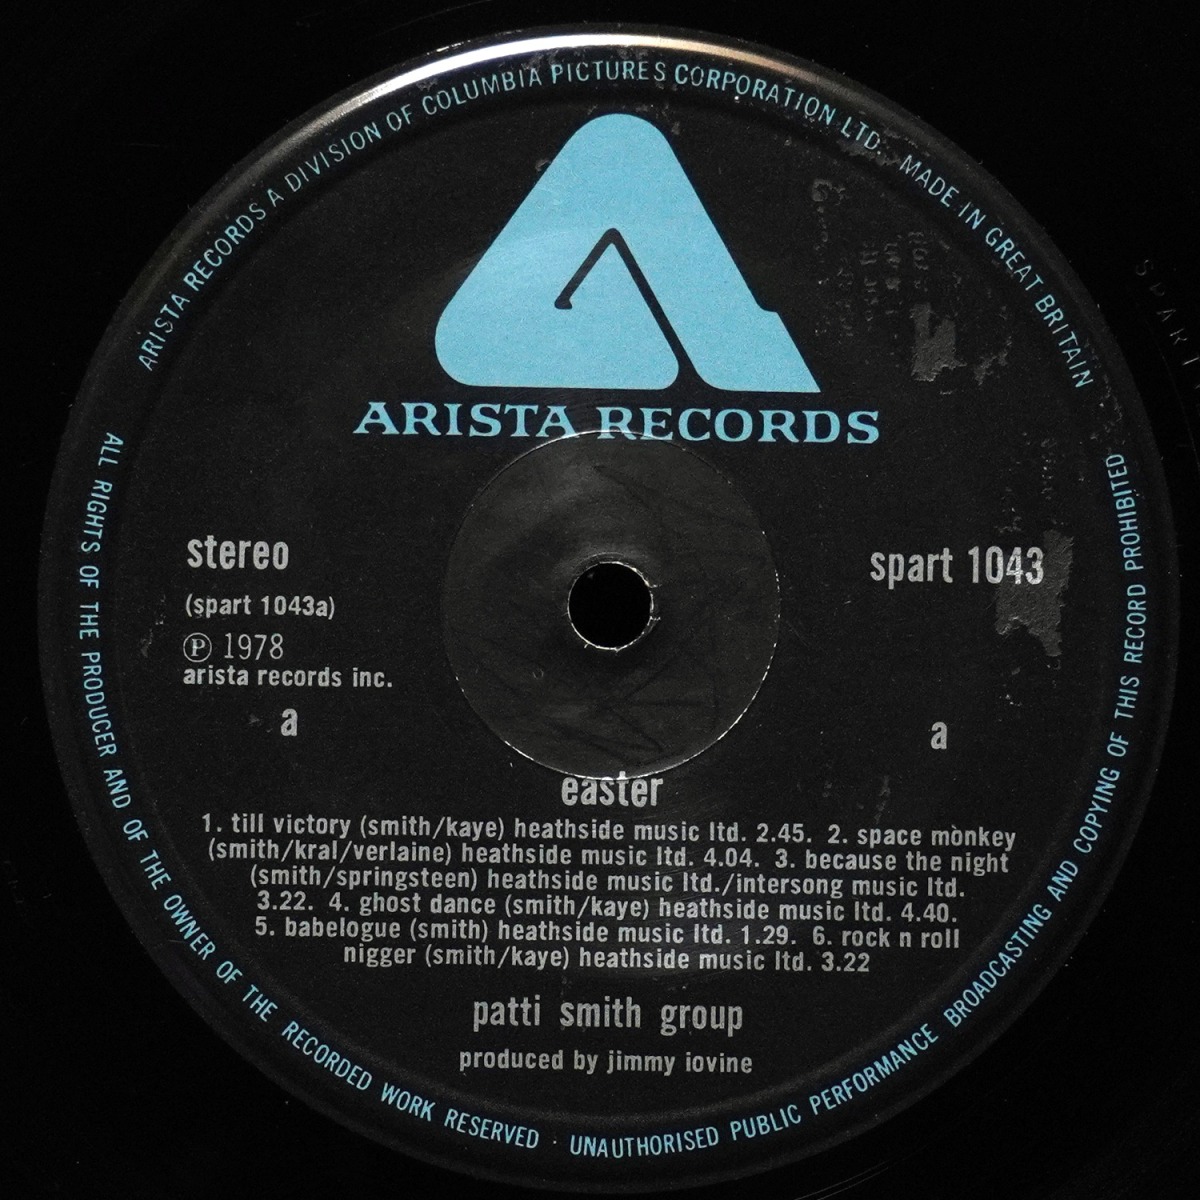 ARISTA RECORDS A DIVISION OF COLUMBIA PICTURES CORPORATION LTD. MADE IN GREAT BRITAIN
ARISTA RECORDS
stereo
spart 1043
(spart 1043a)
℗ 1978
arista records inc.
a
a
easter
1. till victory (smith/kaye) heathside music ltd. 2.45. 2. space monkey
(smith/kral/verlaine) heathside music ltd. 4.04. 3. because the night
(smith/springsteen) heathside music ltd./intersong music ltd.
3.22. 4. ghost dance (smith/kaye) heathside music ltd. 4.40.
5. babelogue (smith) heathside music ltd. 1.29. 6. rock n roll
nigger (smith/kaye) heathside music ltd. 3.22
patti smith group
produced by jimmy iovine
ALL RIGHTS OF THE PRODUCER AND OF THE OWNER OF THE RECORDED WORK RESERVED · UNAUTHORISED PUBLIC PERFORMANCE BROADCASTING AND COPYING OF THIS RECORD PROHIBITED
SPART